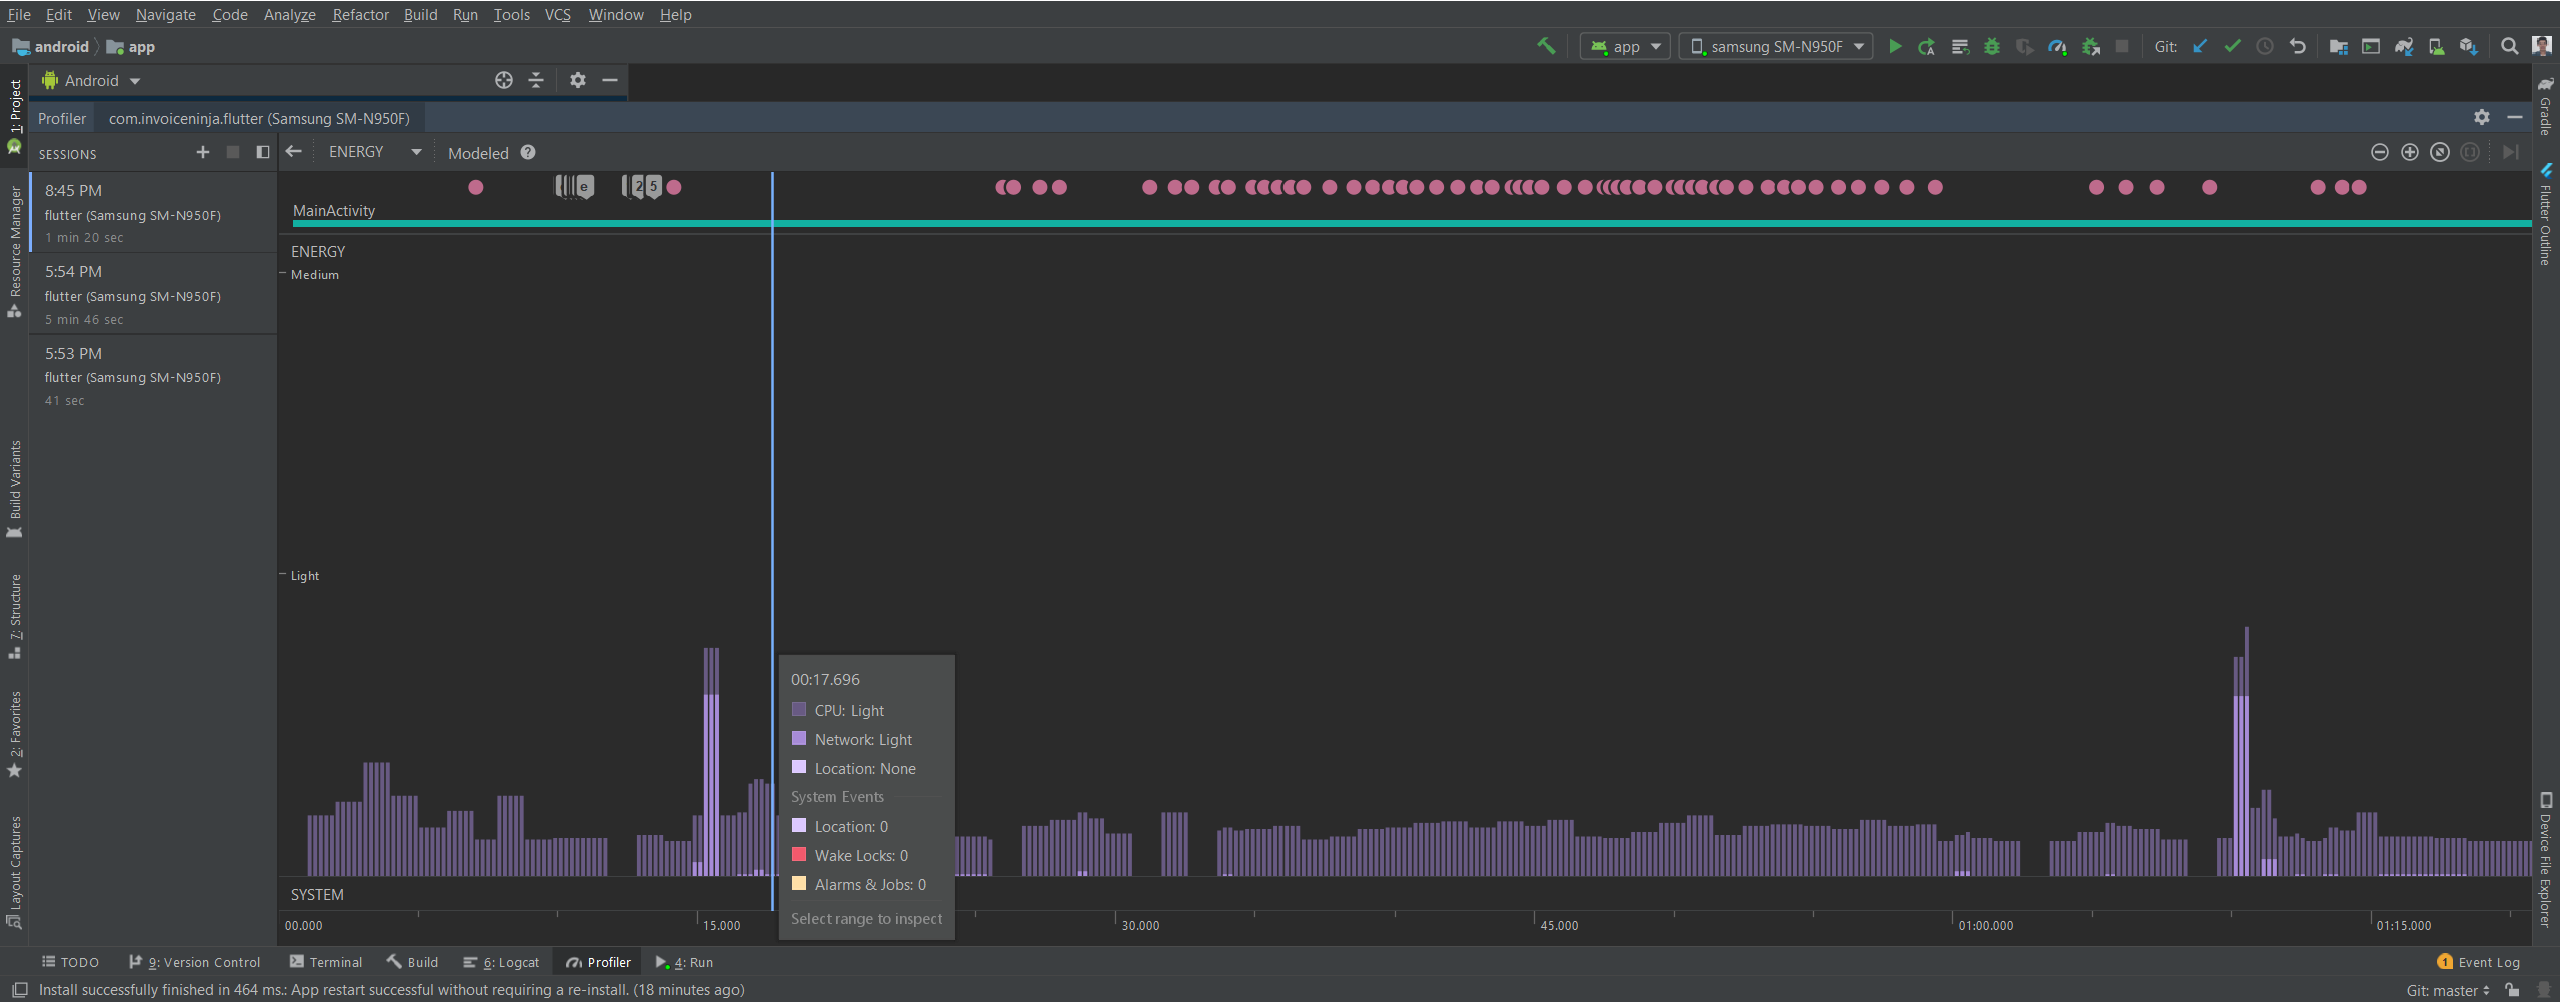 File Edit View Navigate Code Analyze Refactor Build Run Tools VCS Window Help
android app
app samsung SM-N950F Git:
Android
Profiler com.invoiceninja.flutter (Samsung SM-N950F)
SESSIONS ENERGY Modeled ?
8:45 PM
flutter (Samsung SM-N950F)
1 min 20 sec
5:54 PM
flutter (Samsung SM-N950F)
5 min 46 sec
5:53 PM
flutter (Samsung SM-N950F)
41 sec
e 2 5
MainActivity
ENERGY
Medium
Light
00:17.696
CPU: Light
Network: Light
Location: None
System Events
Location: 0
Wake Locks: 0
Alarms & Jobs: 0
Select range to inspect
SYSTEM
00.000 15.000 30.000 45.000 01:00.000 01:15.000
1: Project
Resource Manager
Build Variants
7: Structure
2: Favorites
Layout Captures
Gradle
Flutter Outline
Device File Explorer
TODO 9: Version Control Terminal Build 6: Logcat Profiler 4: Run 1 Event Log
Install successfully finished in 464 ms.: App restart successful without requiring a re-install. (18 minutes ago) Git: master